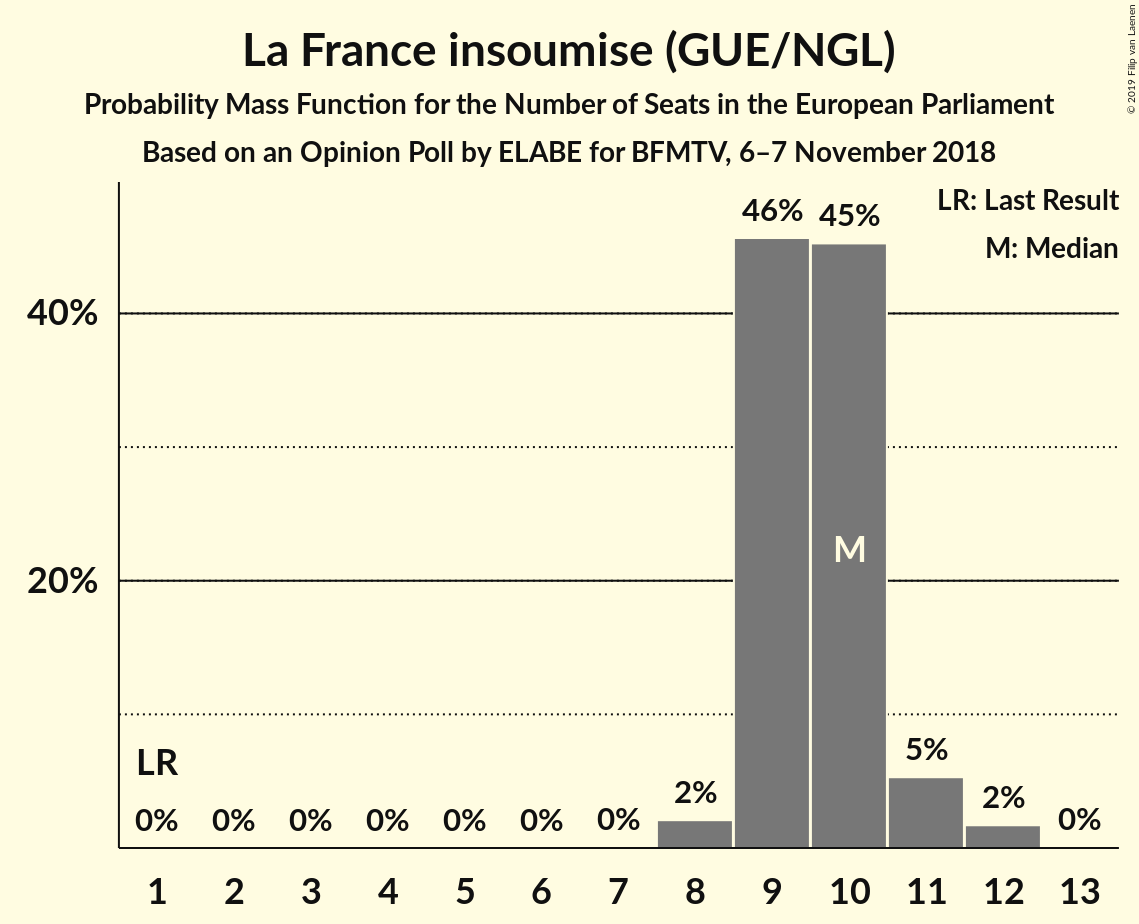 La France insoumise (GUE/NGL)
Probability Mass Function for the Number of Seats in the European Parliament
Based on an Opinion Poll by ELABE for BFMTV, 6–7 November 2018
© 2019 Filip van Laenen
LR: Last Result
M: Median
46% 45%
40%
M
20%
LR
0% 0% 0% 0% 0% 0% 0% 2% 5% 2% 0%
1 2 3 4 5 6 7 8 9 10 11 12 13